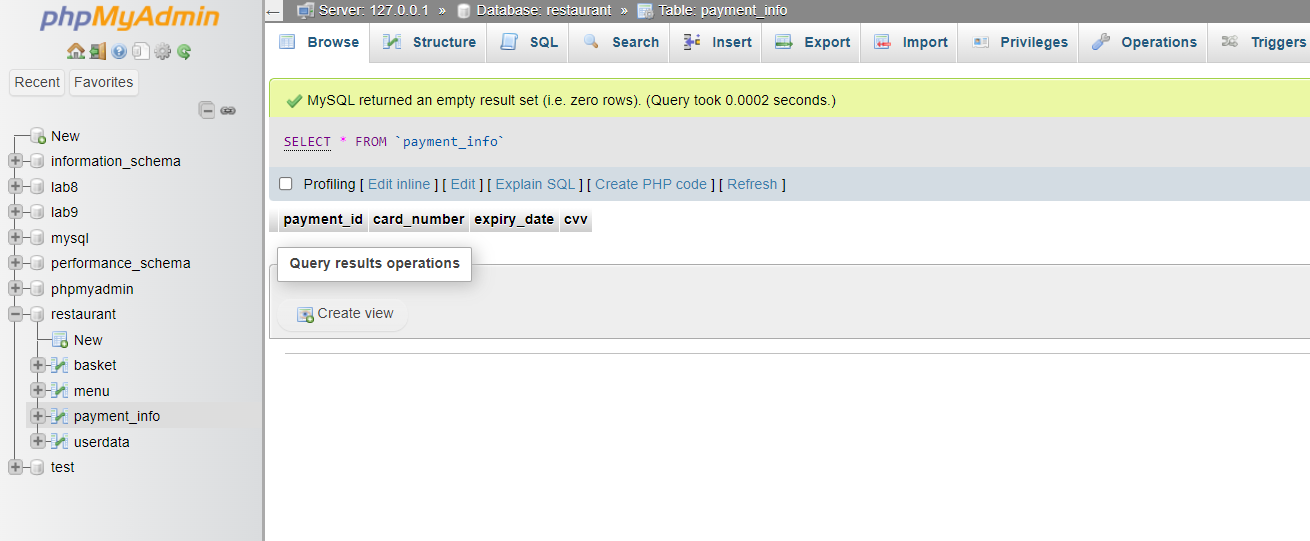 phpMyAdmin
Recent Favorites
New
information_schema
lab8
lab9
mysql
performance_schema
phpmyadmin
restaurant
New
basket
menu
payment_info
userdata
test
Server: 127.0.0.1 » Database: restaurant » Table: payment_info
Browse Structure SQL Search Insert Export Import Privileges Operations Triggers
MySQL returned an empty result set (i.e. zero rows). (Query took 0.0002 seconds.)
SELECT * FROM `payment_info`
Profiling [ Edit inline ] [ Edit ] [ Explain SQL ] [ Create PHP code ] [ Refresh ]
payment_id card_number expiry_date cvv
Query results operations
Create view